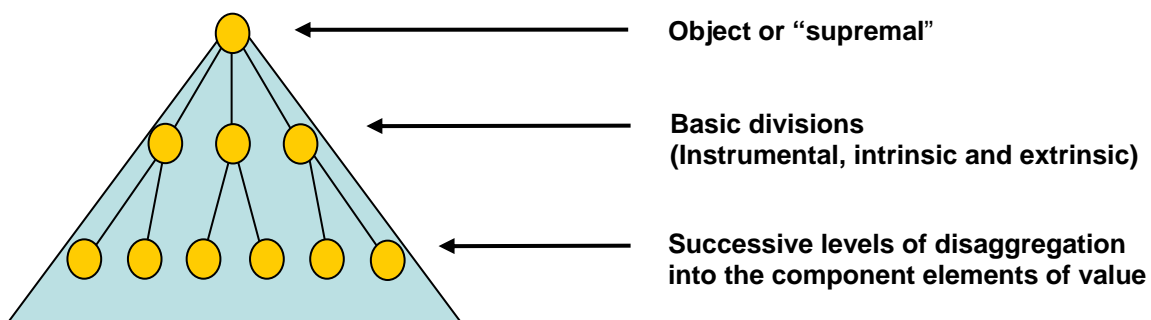 Object or “supremal”
Basic divisions
(Instrumental, intrinsic and extrinsic)
Successive levels of disaggregation
into the component elements of value